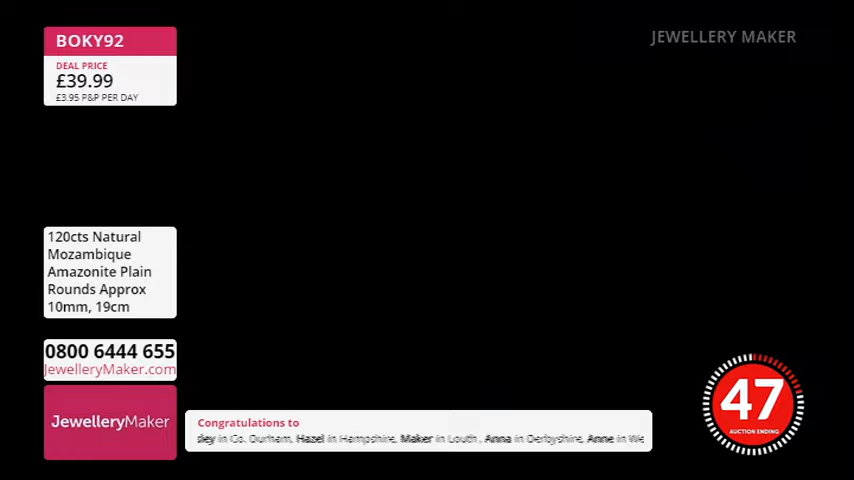 BOKY92
JEWELLERY MAKER
DEAL PRICE
£39.99
£3.95 P&P PER DAY
120cts Natural
Mozambique
Amazonite Plain
Rounds Approx
10mm, 19cm
0800 6444 655
JewelleryMaker.com
JewelleryMaker
Congratulations to
sley in Co. Durham, Hazel in Hampshire, Maker in Louth , Anna in Derbyshire, Anne in We
47
AUCTION ENDING